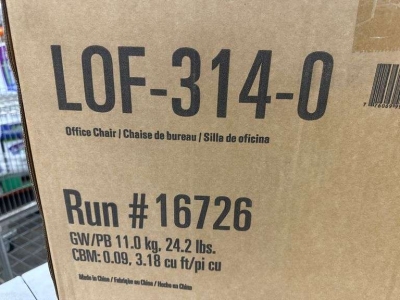 LOF-314-0
Office Chair / Chaise de bureau / Silla de oficina
Run # 16726
GW/PB 11.0 kg, 24.2 lbs.
CBM: 0.09, 3.18 cu ft/pi cu
Made in China / Fabriqué en Chine / Hecho en China